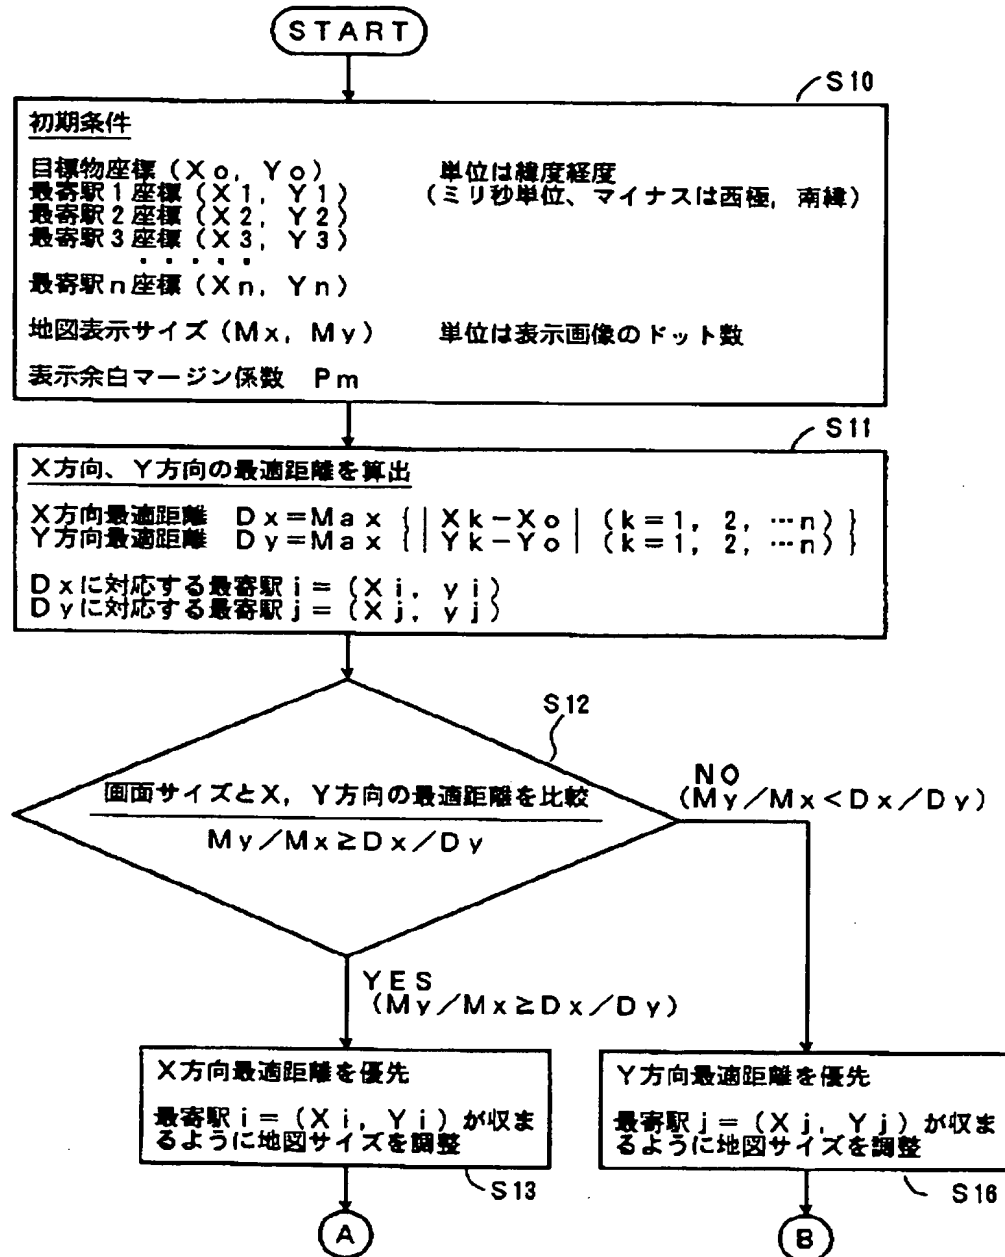 START
S10
初期条件
目標物座標(Xo, Yo) 単位は緯度経度
最寄駅1座標(X1, Y1) (ミリ秒単位、マイナスは西極, 南緯)
最寄駅2座標(X2, Y2)
最寄駅3座標(X3, Y3)
・・・・・
最寄駅n座標(Xn, Yn)
地図表示サイズ(Mx, My) 単位は表示画像のドット数
表示余白マージン係数 Pm
S11
X方向、Y方向の最適距離を算出
X方向最適距離 Dx=Max{|Xk-Xo|(k=1, 2, …n)}
Y方向最適距離 Dy=Max{|Yk-Yo|(k=1, 2, …n)}
Dxに対応する最寄駅i=(Xi, yi)
Dyに対応する最寄駅j=(Xj, yj)
S12
画面サイズとX, Y方向の最適距離を比較
My/Mx≧Dx/Dy
NO
(My/Mx<Dx/Dy)
YES
(My/Mx≧Dx/Dy)
X方向最適距離を優先
最寄駅i=(Xi, Yi)が収ま
るように地図サイズを調整
S13
A
Y方向最適距離を優先
最寄駅j=(Xj, Yj)が収ま
るように地図サイズを調整
S16
B